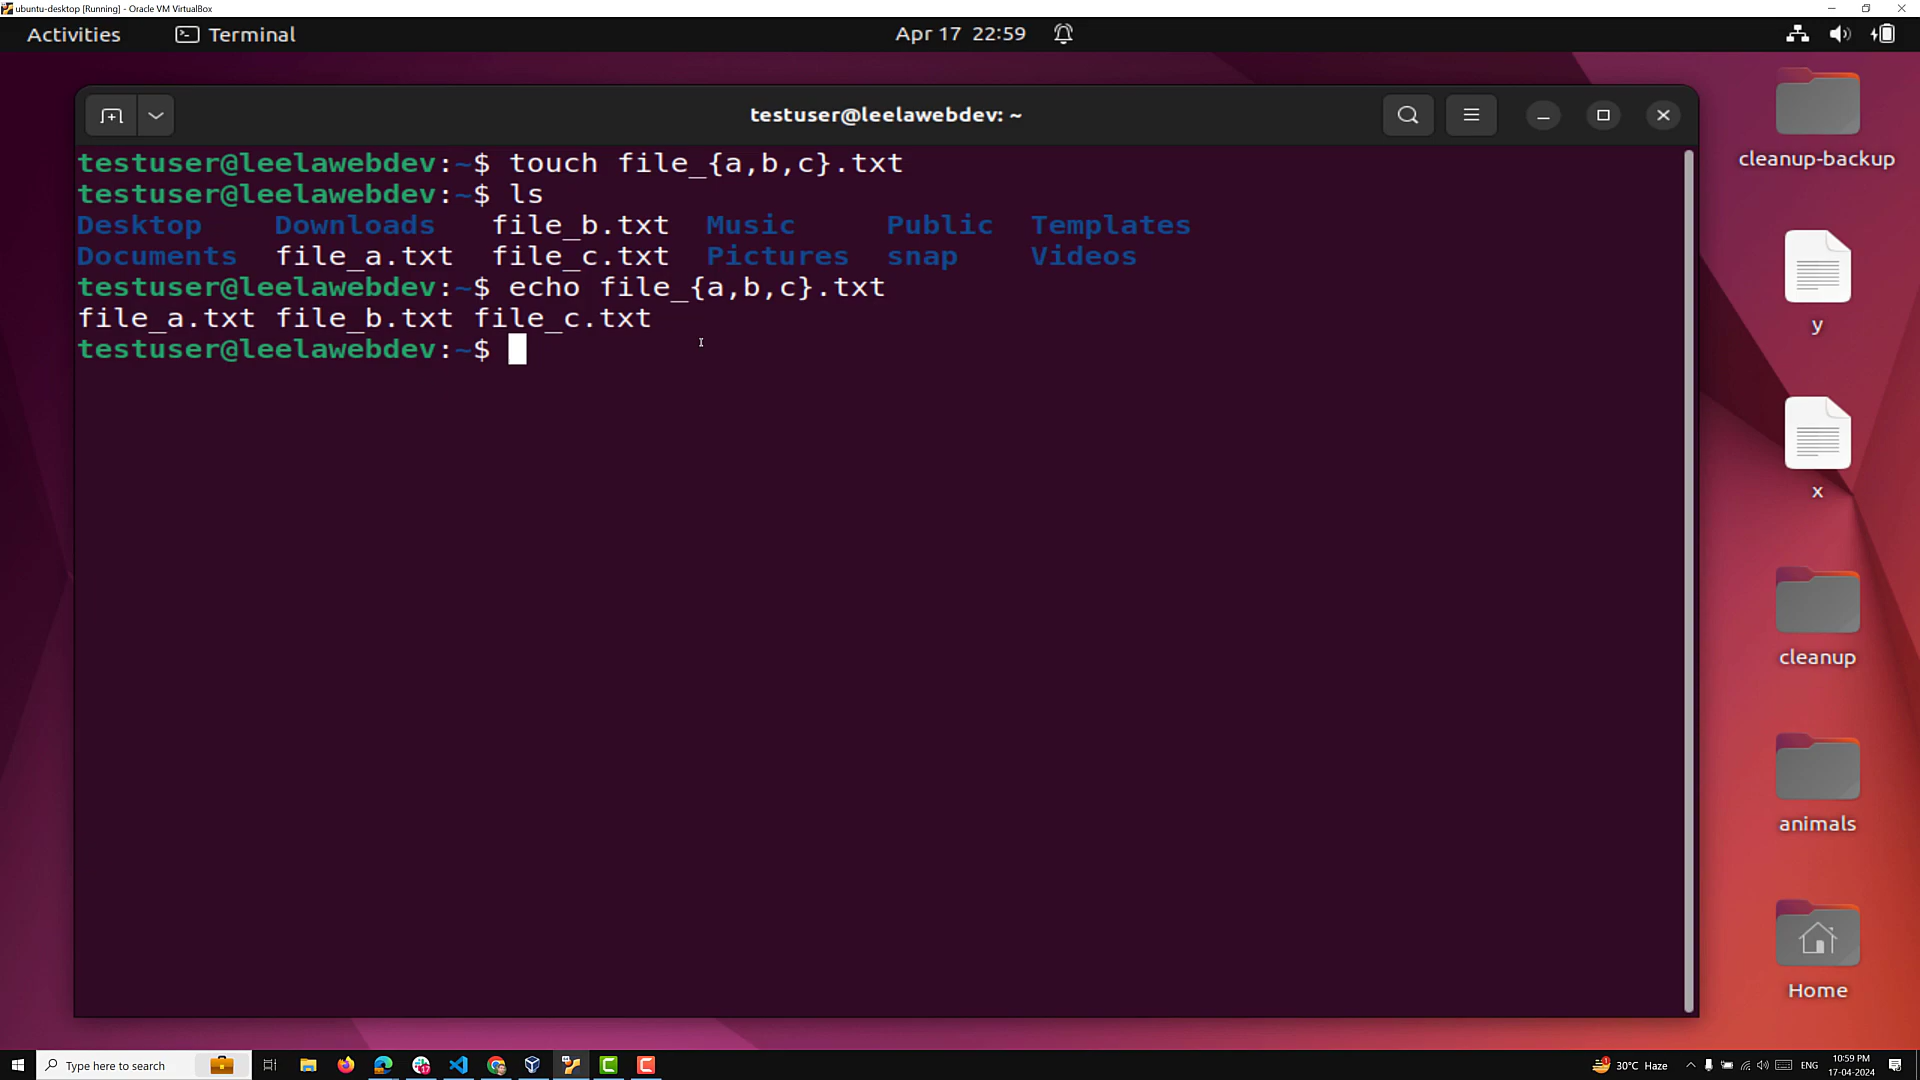 ubuntu-desktop [Running] - Oracle VM VirtualBox
Activities Terminal Apr 17 22:59
testuser@leelawebdev: ~
testuser@leelawebdev:~$ touch file_{a,b,c}.txt
testuser@leelawebdev:~$ ls
Desktop Downloads file_b.txt Music Public Templates
Documents file_a.txt file_c.txt Pictures snap Videos
testuser@leelawebdev:~$ echo file_{a,b,c}.txt
file_a.txt file_b.txt file_c.txt
testuser@leelawebdev:~$
cleanup-backup
y
x
cleanup
animals
Home
Type here to search
30°C Haze
ENG
10:59 PM
17-04-2024